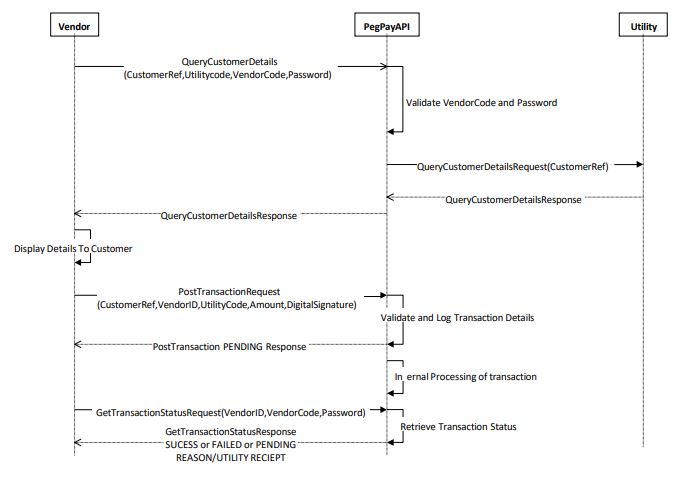 Vendor
PegPayAPI
Utility
QueryCustomerDetails
(CustomerRef,Utilitycode,VendorCode,Password)
Validate VendorCode and Password
QueryCustomerDetailsRequest(CustomerRef)
QueryCustomerDetailsResponse
QueryCustomerDetailsResponse
Display Details To Customer
PostTransactionRequest
(CustomerRef,VendorID,UtilityCode,Amount,DigitalSignature)
Validate and Log Transaction Details
PostTransaction PENDING Response
In ernal Processing of transaction
GetTransactionStatusRequest(VendorID,VendorCode,Password)
Retrieve Transaction Status
GetTransactionStatusResponse
SUCESS or FAILED or PENDING
REASON/UTILITY RECIEPT